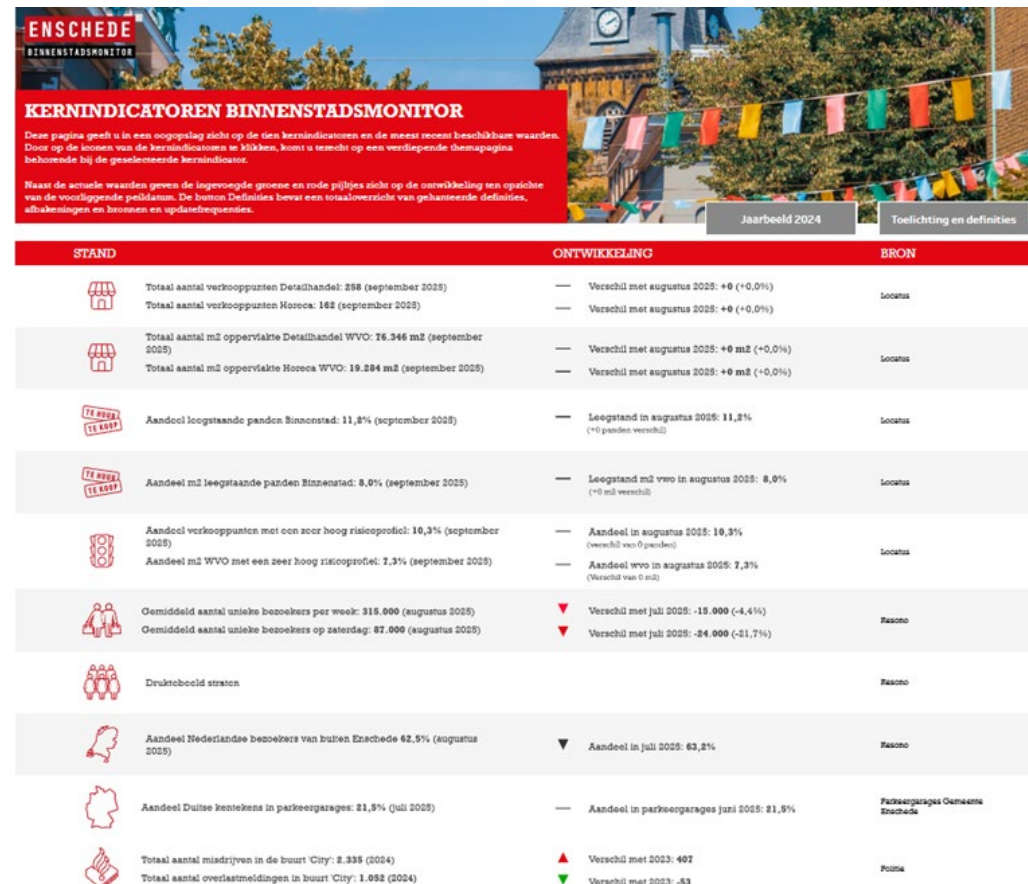 ENSCHEDE
BINNENSTADSMONITOR
KERNINDICATOREN BINNENSTADSMONITOR
Deze pagina geeft u in een oogopslag zicht op de tien kernindicatoren en de meest recent beschikbare waarden.
Door op de iconen van de kernindicatoren te klikken, komt u terecht op een verdiepende themapagina
behorende bij de geselecteerde kernindicator.
Naast de actuele waarden geven de ingevoegde groene en rode pijltjes zicht op de ontwikkeling ten opzichte
van de voorliggende peildatum. De button Definities bevat een totaaloverzicht van gehanteerde definities,
afbakeningen en bronnen en updatefrequenties.
Jaarbeeld 2024
Toelichting en definities
STAND
ONTWIKKELING
BRON
Totaal aantal verkooppunten Detailhandel: 258 (september 2025)
Totaal aantal verkooppunten Horeca: 162 (september 2025)
Verschil met augustus 2025: +0 (+0,0%)
Verschil met augustus 2025: +0 (+0,0%)
Locatus
Totaal aantal m2 oppervlakte Detailhandel WVO: 76.346 m2 (september
2025)
Totaal aantal m2 oppervlakte Horeca WVO: 19.284 m2 (september 2025)
Verschil met augustus 2025: +0 m2 (+0,0%)
Verschil met augustus 2025: +0 m2 (+0,0%)
Locatus
TE HUUR
TE KOOP
Aandeel leegstaande panden Binnenstad: 11,2% (september 2025)
Leegstand in augustus 2025: 11,2%
(+0 panden verschil)
Locatus
TE HUUR
TE KOOP
Aandeel m2 leegstaande panden Binnenstad: 8,0% (september 2025)
Leegstand m2 vwo in augustus 2025: 8,0%
(+0 m2 verschil)
Locatus
Aandeel verkooppunten met een zeer hoog risicoprofiel: 10,3% (september
2025)
Aandeel m2 WVO met een zeer hoog risicoprofiel: 7,3% (september 2025)
Aandeel in augustus 2025: 10,3%
(verschil van 0 panden)
Aandeel wvo in augustus 2025: 7,3%
(Verschil van 0 m2)
Locatus
Gemiddeld aantal unieke bezoekers per week: 315.000 (augustus 2025)
Gemiddeld aantal unieke bezoekers op zaterdag: 87.000 (augustus 2025)
Verschil met juli 2025: -15.000 (-4,4%)
Verschil met juli 2025: -24.000 (-21,7%)
Resono
Druktebeeld straten
Resono
Aandeel Nederlandse bezoekers van buiten Enschede 62,5% (augustus
2025)
Aandeel in juli 2025: 63,2%
Resono
Aandeel Duitse kentekens in parkeergarages: 21,5% (juli 2025)
Aandeel in parkeergarages juni 2025: 21,5%
Parkeergarages Gemeente
Enschede
Totaal aantal misdrijven in de buurt 'City': 2.335 (2024)
Totaal aantal overlastmeldingen in buurt 'City': 1.052 (2024)
Verschil met 2023: 407
Verschil met 2023: -53
Politie